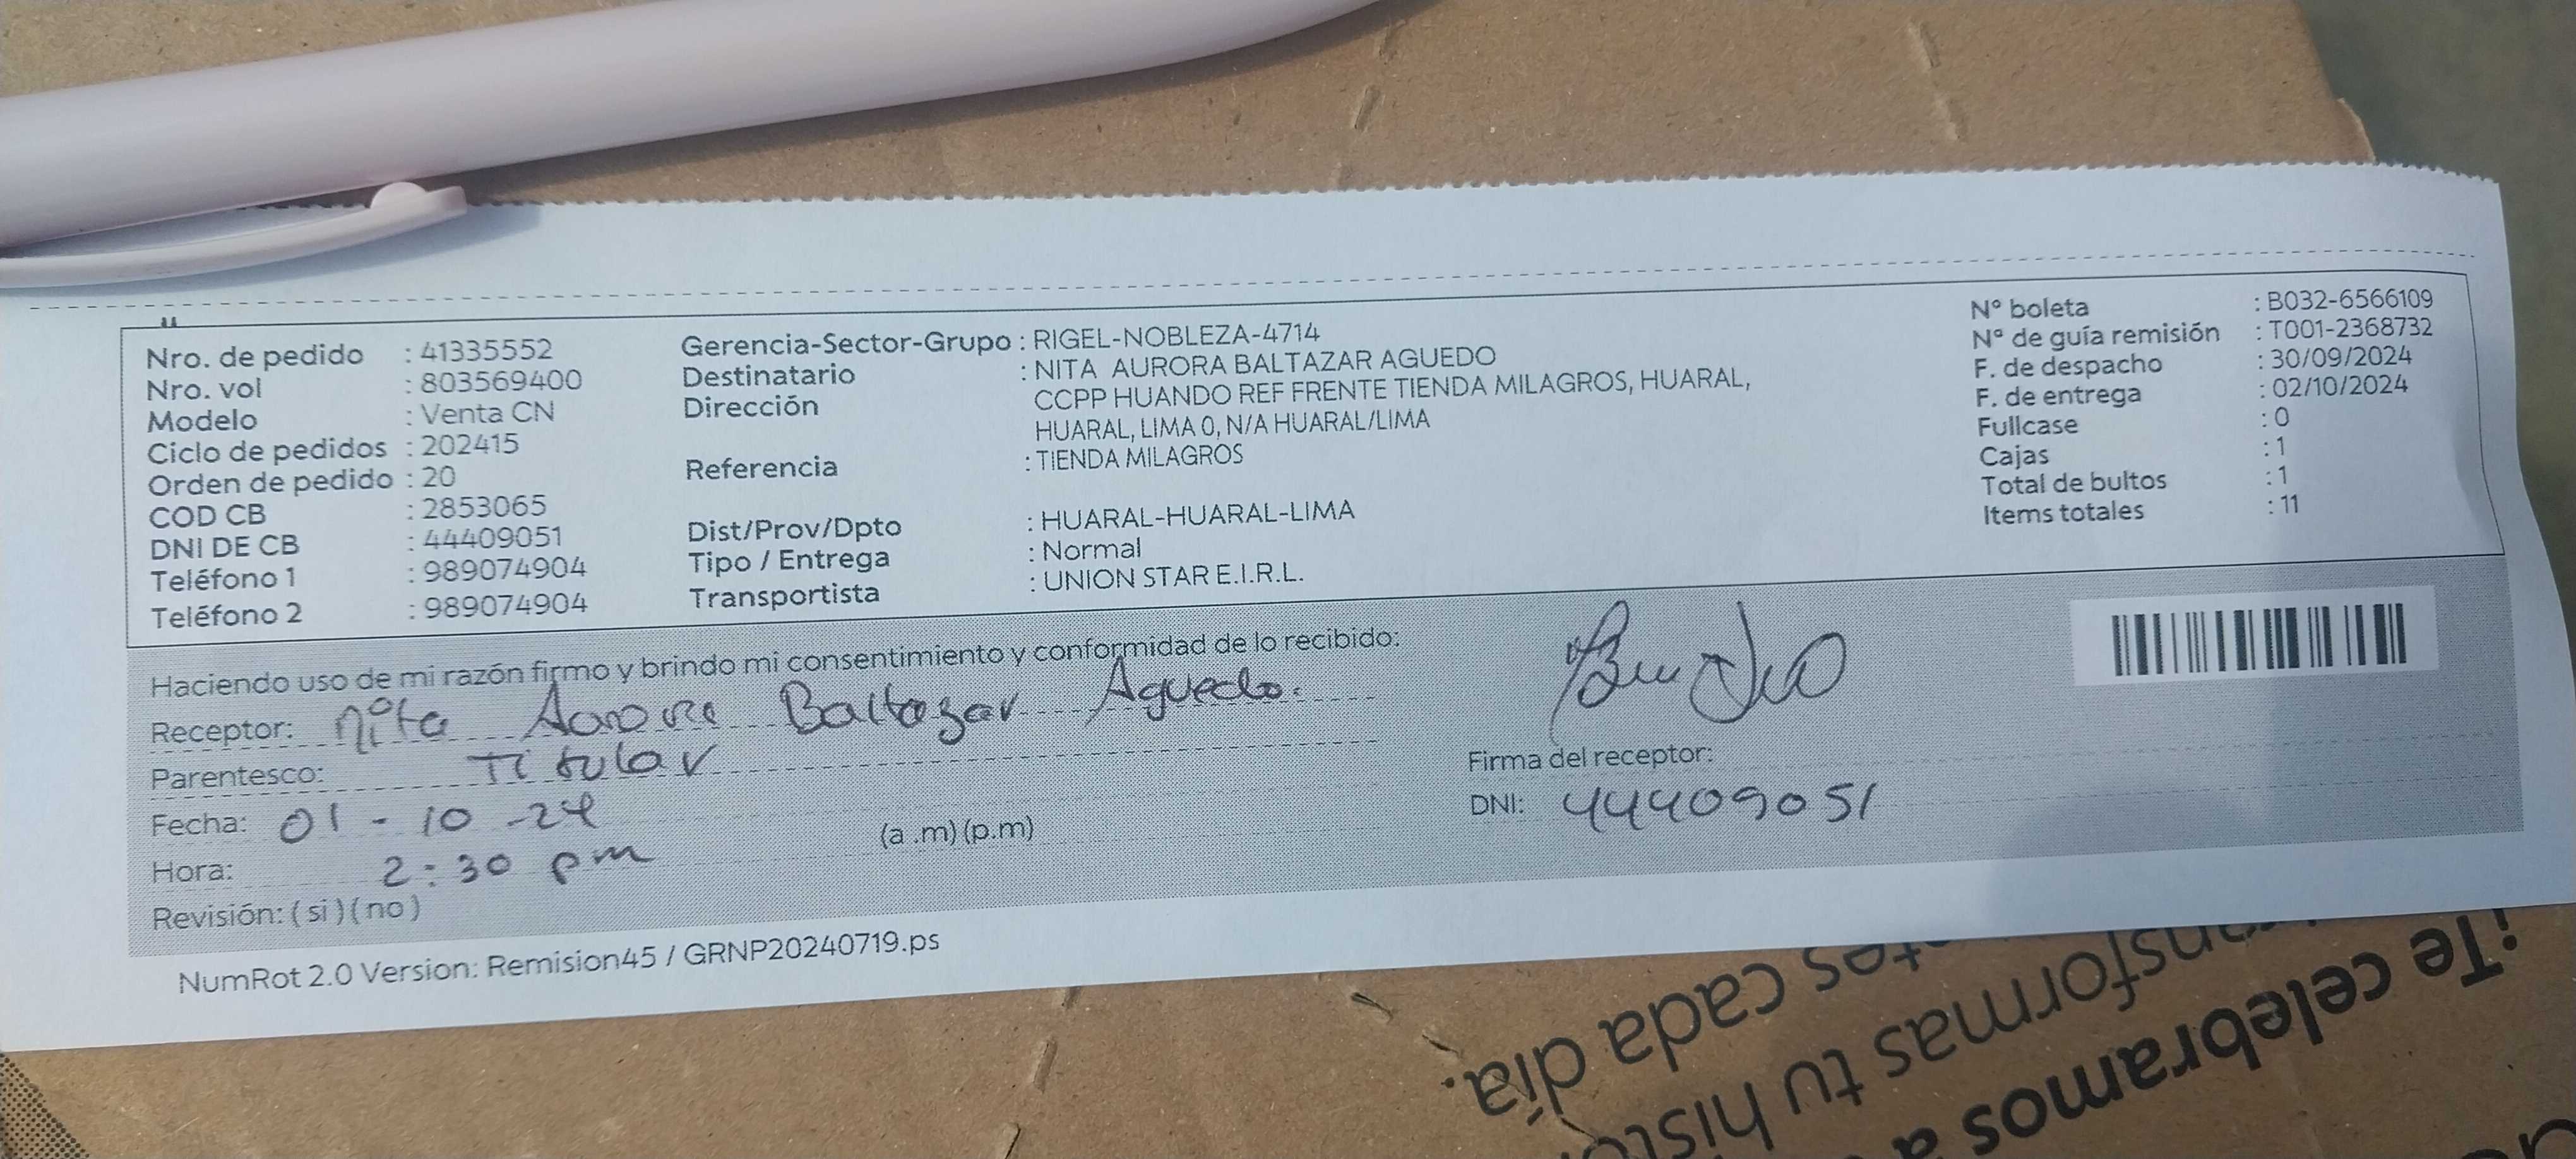 Nro. de pedido : 41335552
Nro. vol : 803569400
Modelo : Venta CN
Ciclo de pedidos : 202415
Orden de pedido : 20
COD CB : 2853065
DNI DE CB : 44409051
Teléfono 1 : 989074904
Teléfono 2 : 989074904
Gerencia-Sector-Grupo : RIGEL-NOBLEZA-4714
Destinatario : NITA AURORA BALTAZAR AGUEDO
Dirección : CCPP HUANDO REF FRENTE TIENDA MILAGROS, HUARAL,
HUARAL, LIMA 0, N/A HUARAL/LIMA
Referencia : TIENDA MILAGROS
Dist/Prov/Dpto : HUARAL-HUARAL-LIMA
Tipo / Entrega : Normal
Transportista : UNION STAR E.I.R.L.
N° boleta : B032-6566109
N° de guía remisión : T001-2368732
F. de despacho : 30/09/2024
F. de entrega : 02/10/2024
Fullcase : 0
Cajas : 1
Total de bultos : 1
Items totales : 11
Haciendo uso de mi razón firmo y brindo mi consentimiento y conformidad de lo recibido:
Receptor: Nita Baltazar Aguedo.
Parentesco: Titular
Fecha: 01 - 10 - 24
Hora: 2:30 pm (a .m) (p.m)
Revisión: ( si ) ( no )
Firma del receptor:
DNI: 44409051
NumRot 2.0 Version: Remision45 / GRNP20240719.ps
¡Te celebramos a
transformas tu
cada día.